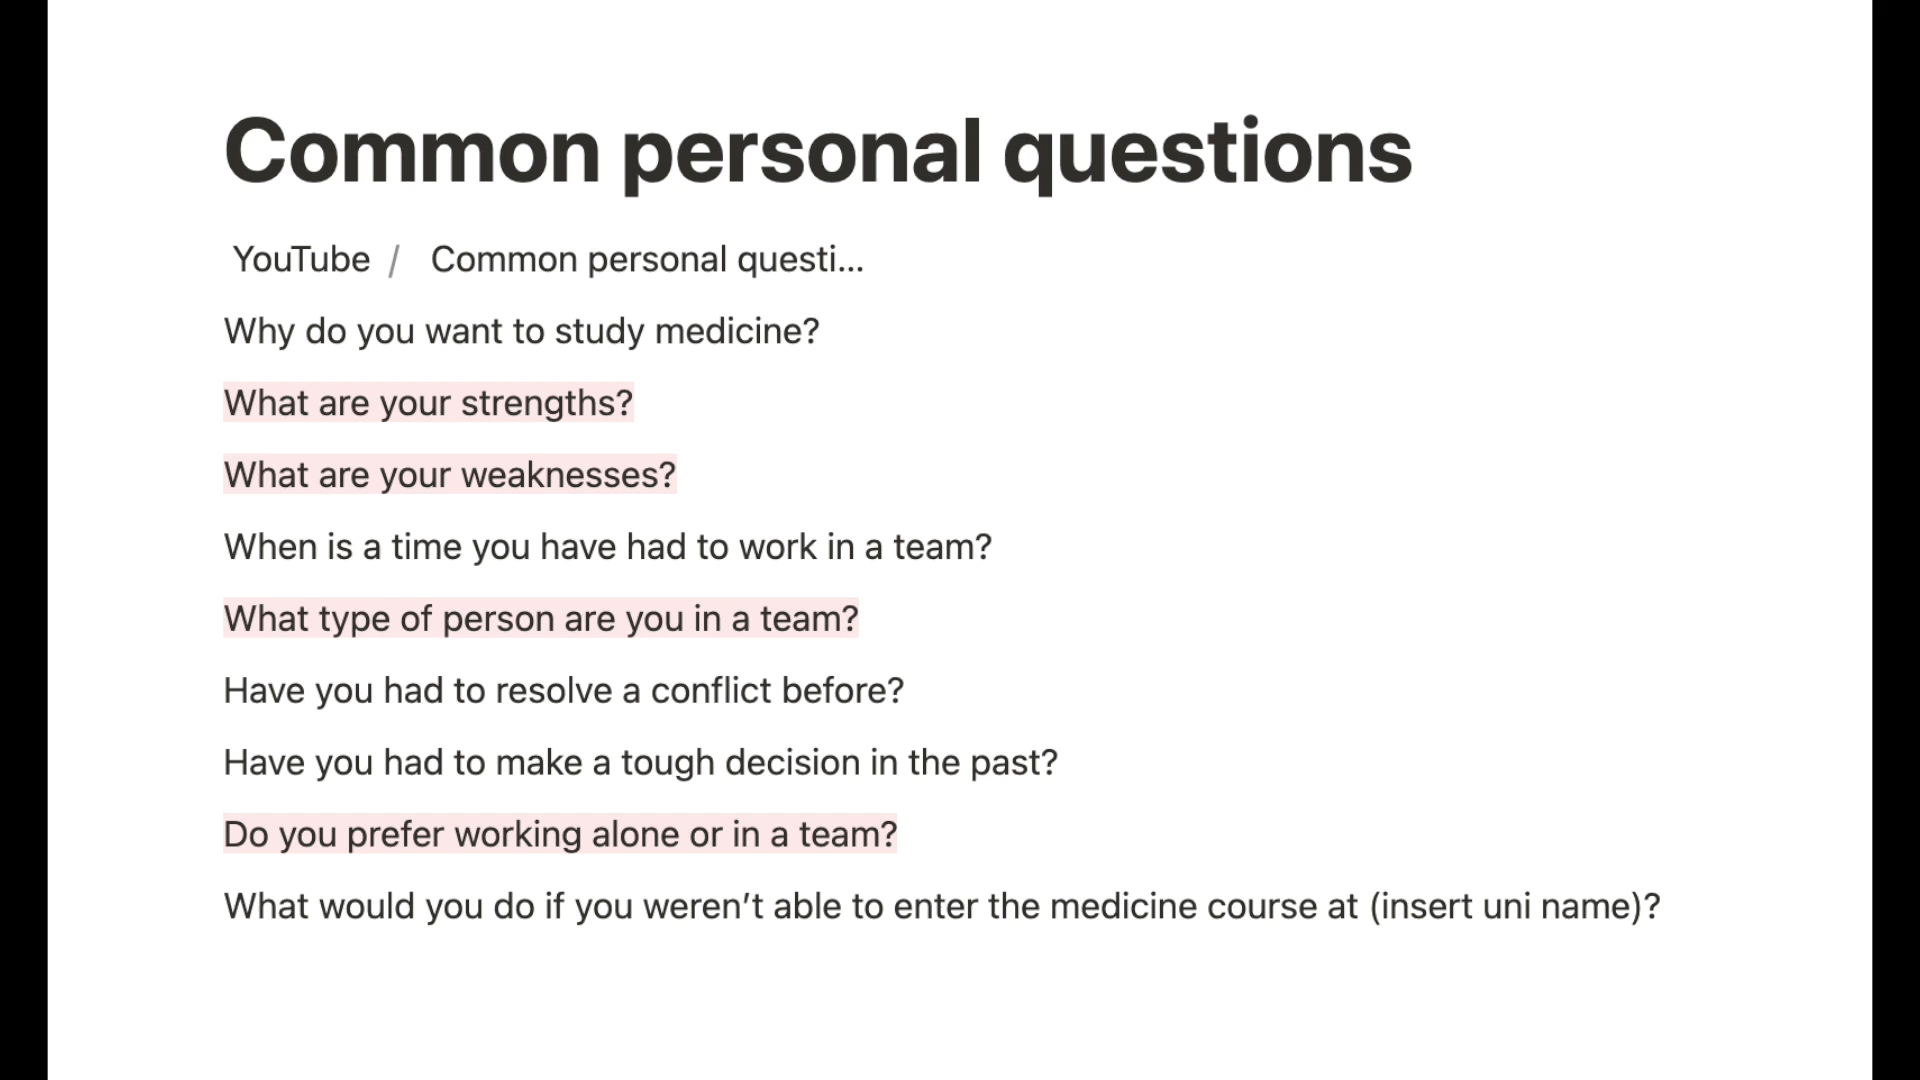 Common personal questions
YouTube / Common personal questi...
Why do you want to study medicine?
What are your strengths?
What are your weaknesses?
When is a time you have had to work in a team?
What type of person are you in a team?
Have you had to resolve a conflict before?
Have you had to make a tough decision in the past?
Do you prefer working alone or in a team?
What would you do if you weren’t able to enter the medicine course at (insert uni name)?